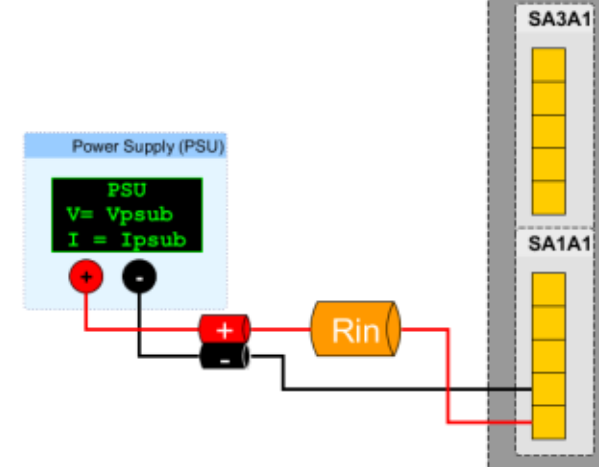 SA3A1
Power Supply (PSU)
PSU
V= Vpsub
I = Ipsub
+ -
SA1A1
+
Rin
-